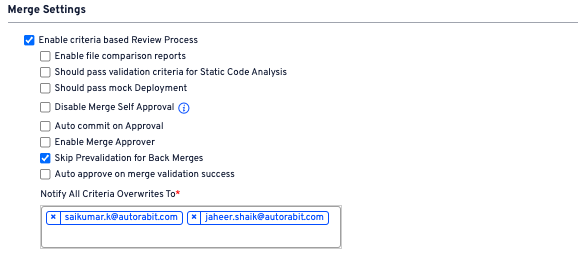 Merge Settings
Enable criteria based Review Process
Enable file comparison reports
Should pass validation criteria for Static Code Analysis
Should pass mock Deployment
Disable Merge Self Approval
Auto commit on Approval
Enable Merge Approver
Skip Prevalidation for Back Merges
Auto approve on merge validation success
Notify All Criteria Overwrites To*
× saikumar.k@autorabit.com × jaheer.shaik@autorabit.com